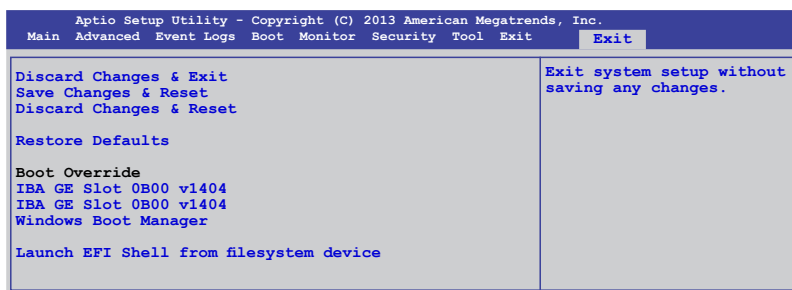 Aptio Setup Utility - Copyright (C) 2013 American Megatrends, Inc.
Main Advanced Event Logs Boot Monitor Security Tool Exit
Exit
Discard Changes & Exit
Save Changes & Reset
Discard Changes & Reset
Restore Defaults
Boot Override
IBA GE Slot 0B00 v1404
IBA GE Slot 0B00 v1404
Windows Boot Manager
Launch EFI Shell from filesystem device
Exit system setup without
saving any changes.